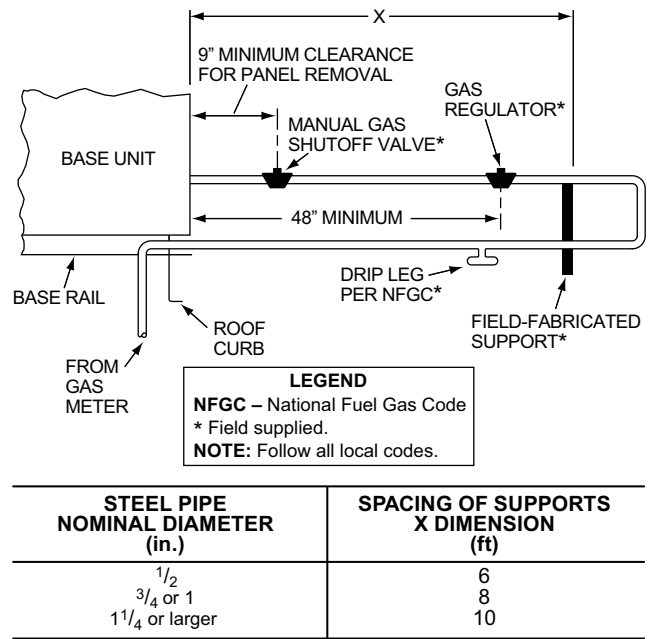 X
9” MINIMUM CLEARANCE
FOR PANEL REMOVAL
GAS
REGULATOR*
MANUAL GAS
SHUTOFF VALVE*
BASE UNIT
48” MINIMUM
BASE RAIL
DRIP LEG
PER NFGC*
ROOF
CURB
FIELD-FABRICATED
SUPPORT*
FROM
GAS
METER
LEGEND
NFGC – National Fuel Gas Code
* Field supplied.
NOTE: Follow all local codes.
STEEL PIPE
NOMINAL DIAMETER
(in.)
SPACING OF SUPPORTS
X DIMENSION
(ft)
1/2 6
3/4 or 1 8
1 1/4 or larger 10